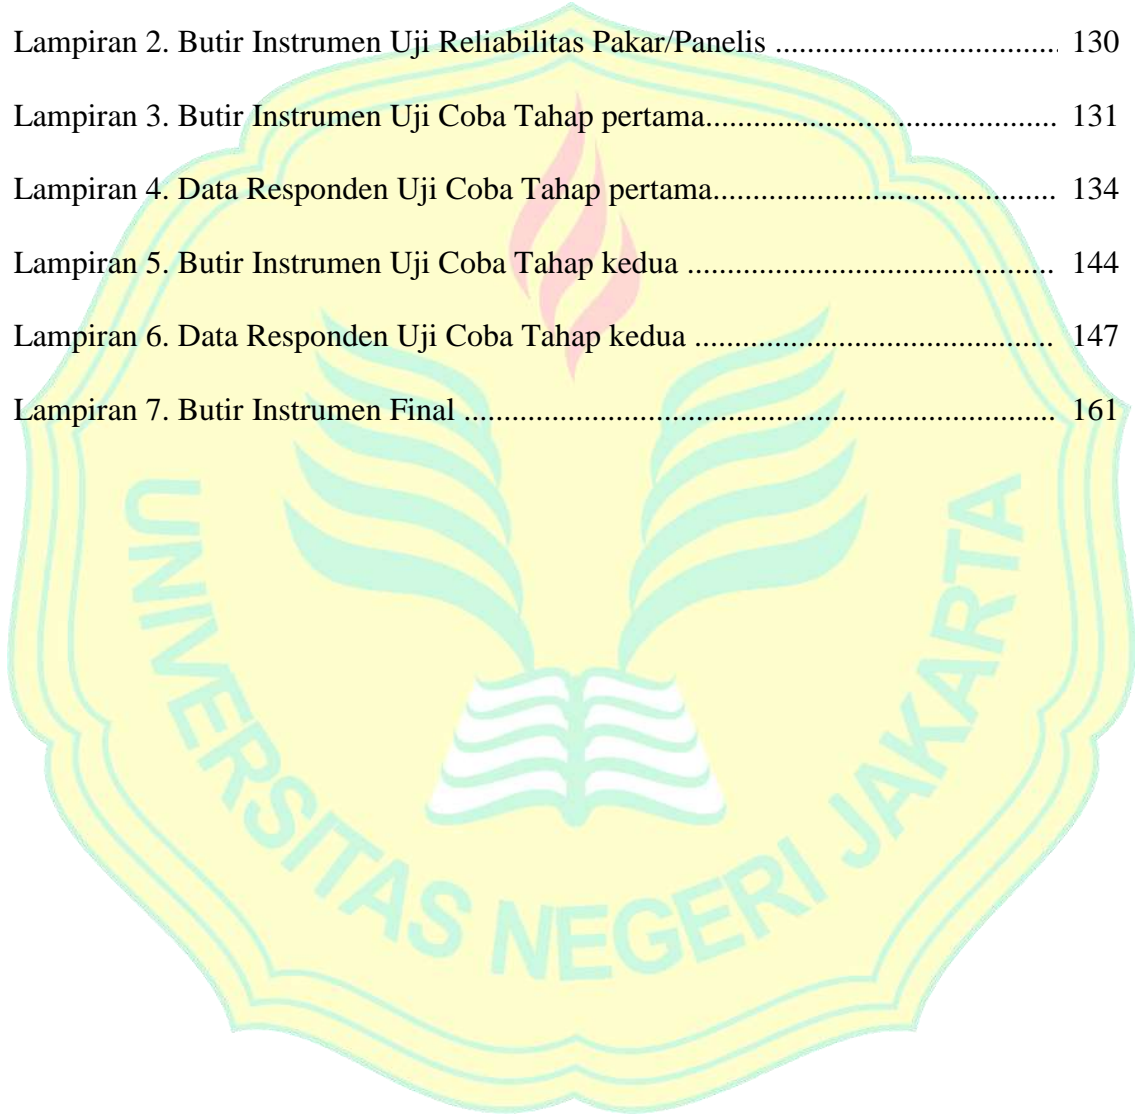 Lampiran 2. Butir Instrumen Uji Reliabilitas Pakar/Panelis .................................... 130
Lampiran 3. Butir Instrumen Uji Coba Tahap pertama............................................ 131
Lampiran 4. Data Responden Uji Coba Tahap pertama........................................... 134
Lampiran 5. Butir Instrumen Uji Coba Tahap kedua .............................................. 144
Lampiran 6. Data Responden Uji Coba Tahap kedua ............................................. 147
Lampiran 7. Butir Instrumen Final .......................................................................... 161
UNIVERSITAS NEGERI JAKARTA